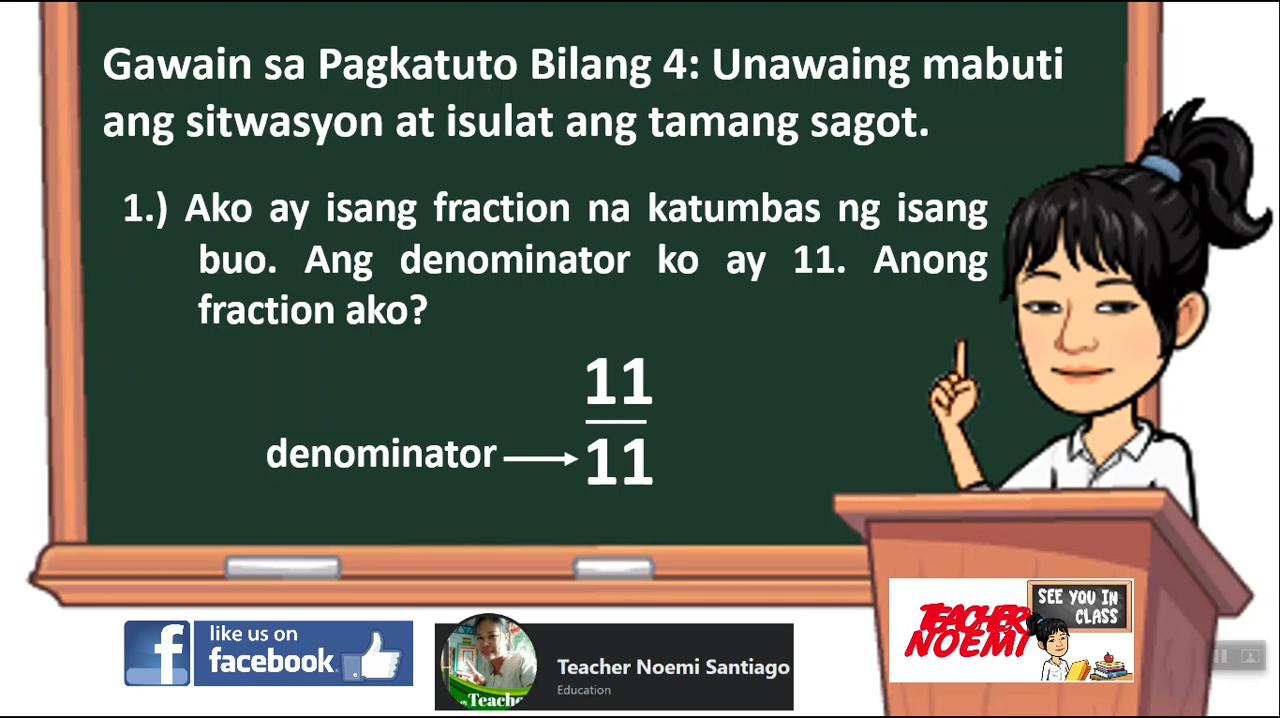 Gawain sa Pagkatuto Bilang 4: Unawaing mabuti
ang sitwasyon at isulat ang tamang sagot.
1.) Ako ay isang fraction na katumbas ng isang
buo. Ang denominator ko ay 11. Anong
fraction ako?
11
denominator
11
like us on
facebook.
Teacher Noemi Santiago
Education
TEACHER
NOEMI
SEE YOU IN
CLASS